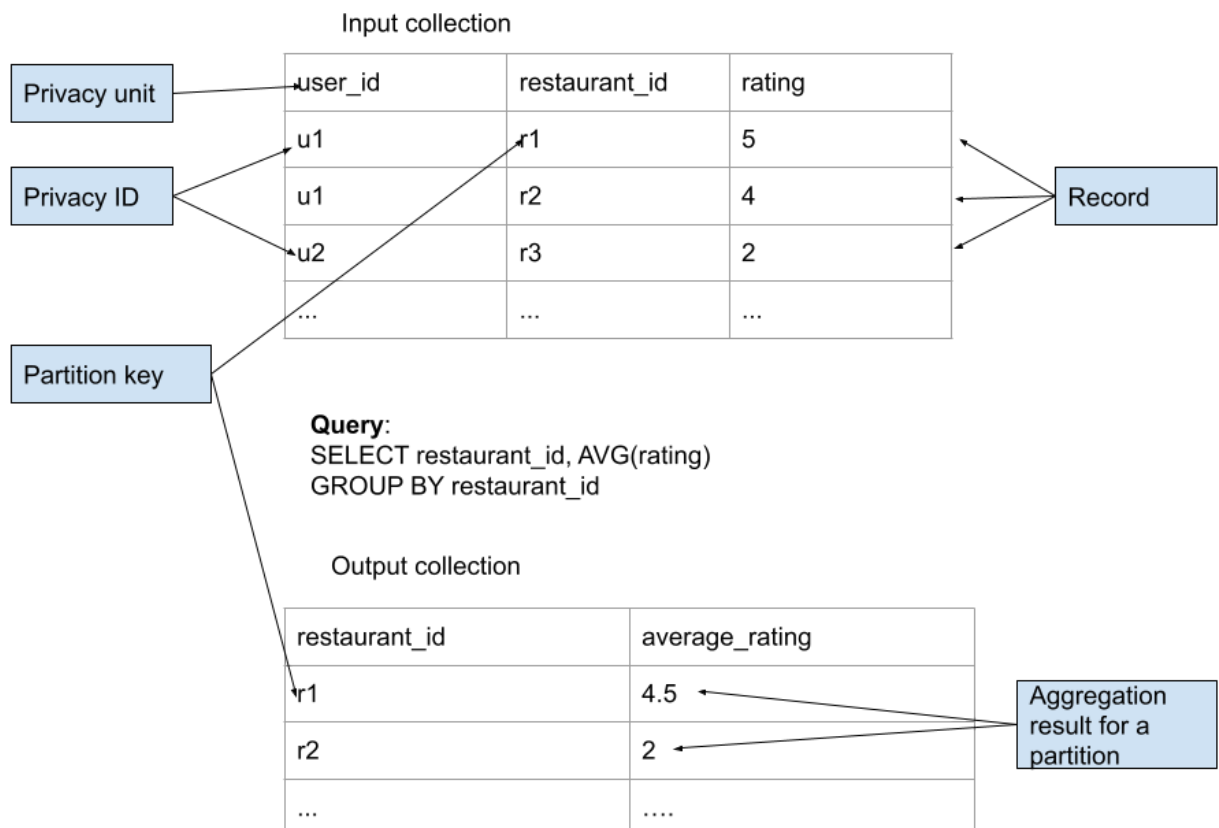 Input collection
Privacy unit
user_id restaurant_id rating
u1 r1 5
Privacy ID
u1 r2 4
Record
u2 r3 2
... ... ...
Partition key
Query:
SELECT restaurant_id, AVG(rating)
GROUP BY restaurant_id
Output collection
restaurant_id average_rating
r1 4.5
r2 2
Aggregation
result for a
partition
... ....